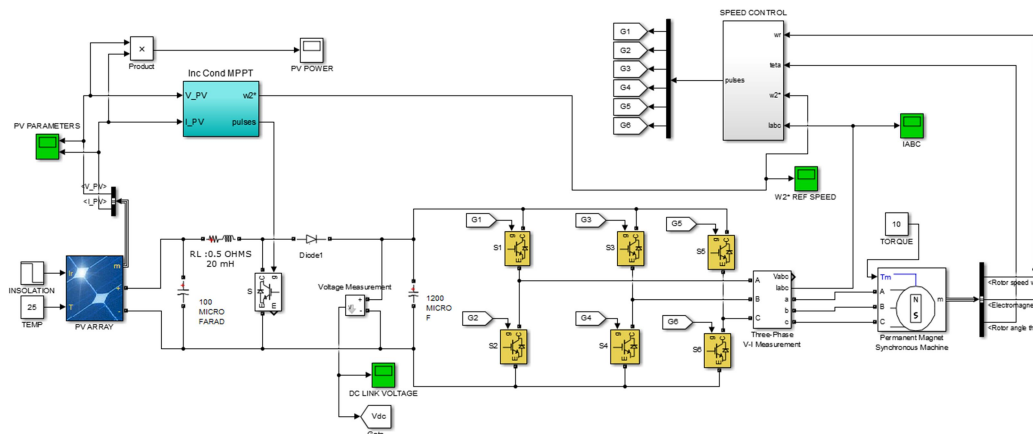 SPEED CONTROL
G1
G2
G3
G4
G5
G6
pulses
wr
teta
w2*
Iabc
×
Product
PV POWER
Inc Cond MPPT
V_PV
I_PV
w2*
pulses
PV PARAMETERS
IABC
W2* REF SPEED
<V_PV>
<I_PV>
INSOLATION
25
TEMP
Ir
T
m
+
-
PV ARRAY
RL :0.5 OHMS
20 mH
100
MICRO
FARAD
S
g
C
E
Diode1
Voltage Measurement
+
-
v
1200
MICRO
F
DC LINK VOLTAGE
Vdc
G1
G3
G5
g
C
E
S1
g
C
E
S3
g
C
E
S5
G2
G4
G6
g
C
E
S2
g
C
E
S4
g
C
E
S6
A
B
C
Vabc
Iabc
a
b
c
Three-Phase
V-I Measurement
10
TORQUE
Tm
A
B
C
N
S
m
Permanent Magnet
Synchronous Machine
<Rotor speed w
<Electromagne
<Rotor angle th